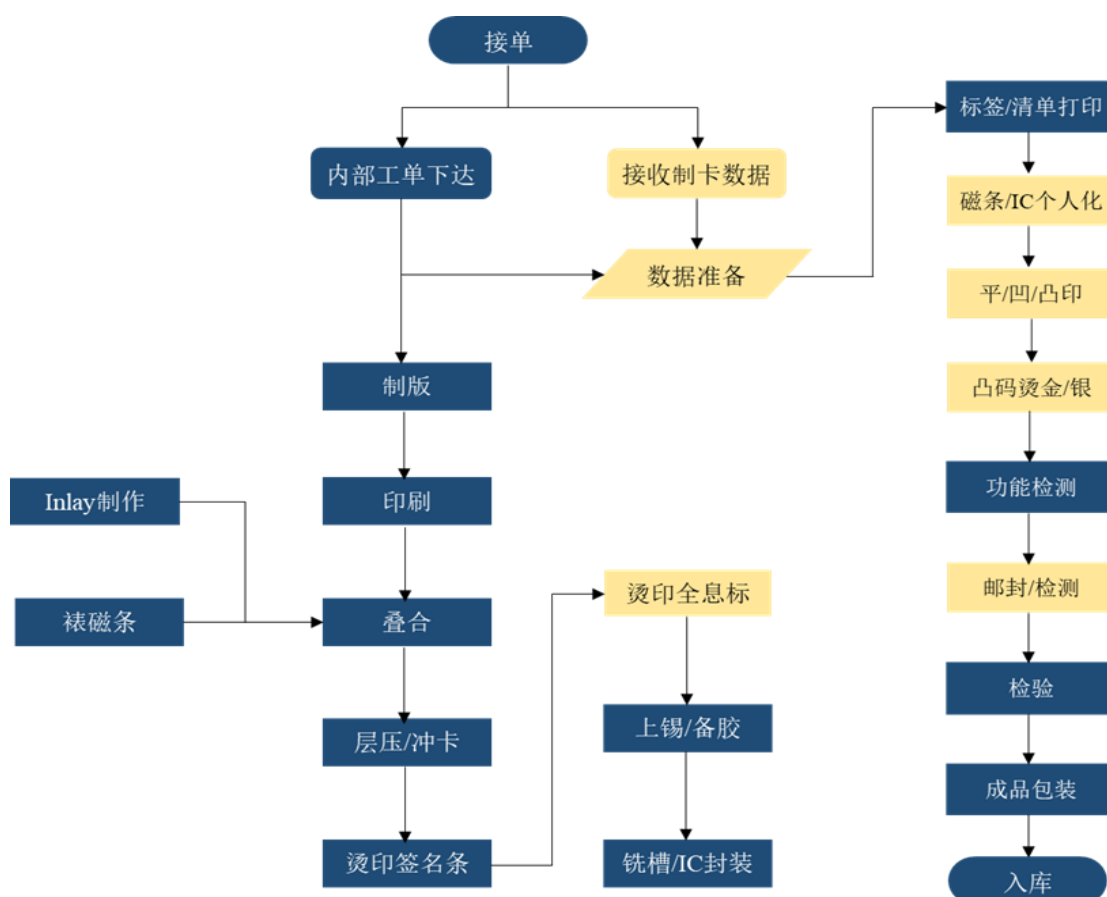 接单
标签/清单打印
内部工单下达
接收制卡数据
磁条/IC个人化
数据准备
平/凹/凸印
制版
凸码烫金/银
Inlay制作
印刷
功能检测
烫印全息标
邮封/检测
裱磁条
叠合
检验
层压/冲卡
上锡/备胶
成品包装
烫印签名条
铣槽/IC封装
入库